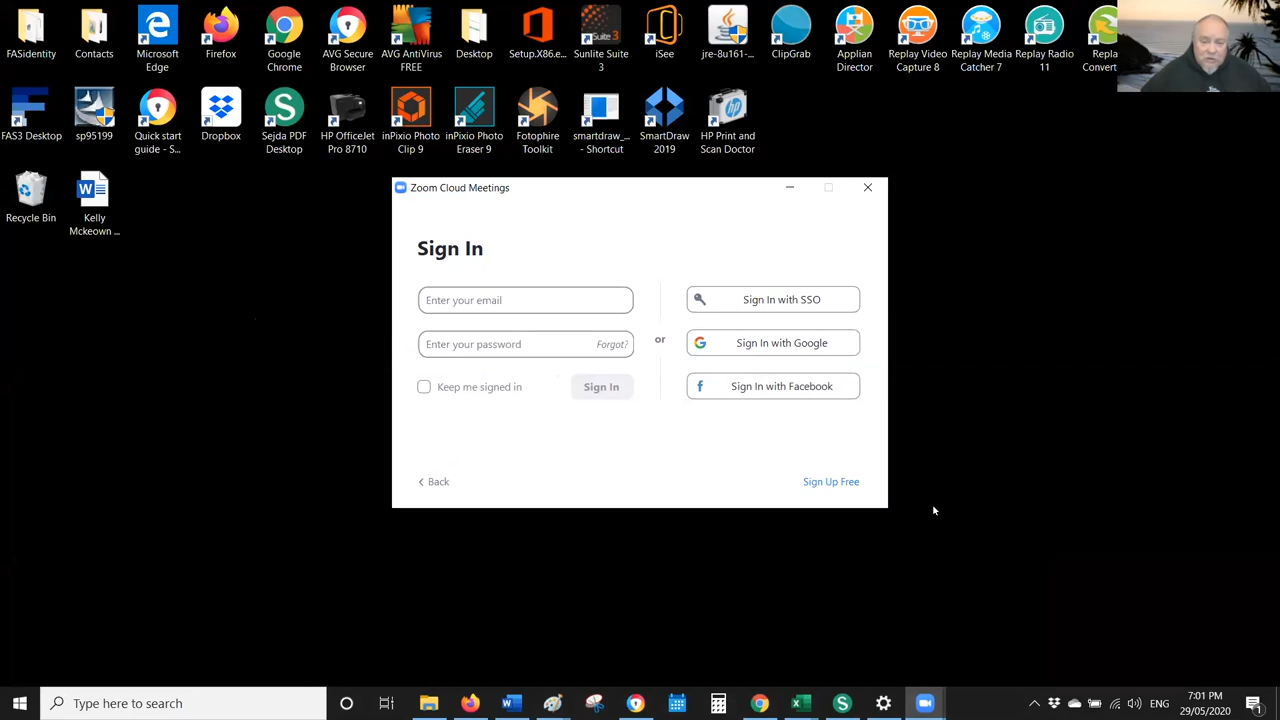 FASidentity
Contacts
Microsoft
Edge
Firefox
Google
Chrome
AVG Secure
Browser
AVG AntiVirus
FREE
Desktop
Setup.X86.e...
Sunlite Suite
3
iSee
jre-8u161-...
ClipGrab
Applian
Director
Replay Video
Capture 8
Replay Media
Catcher 7
Replay Radio
11
Repla
Convert
FAS3 Desktop
sp95199
Quick start
guide - S...
Dropbox
Sejda PDF
Desktop
HP OfficeJet
Pro 8710
inPixio Photo
Clip 9
inPixio Photo
Eraser 9
Fotophire
Toolkit
smartdraw_...
- Shortcut
SmartDraw
2019
HP Print and
Scan Doctor
Recycle Bin
Kelly
Mckeown ...
Zoom Cloud Meetings
Sign In
Enter your email
Enter your password Forgot?
Keep me signed in Sign In
or
Sign In with SSO
Sign In with Google
Sign In with Facebook
Back
Sign Up Free
Type here to search
ENG
7:01 PM
29/05/2020